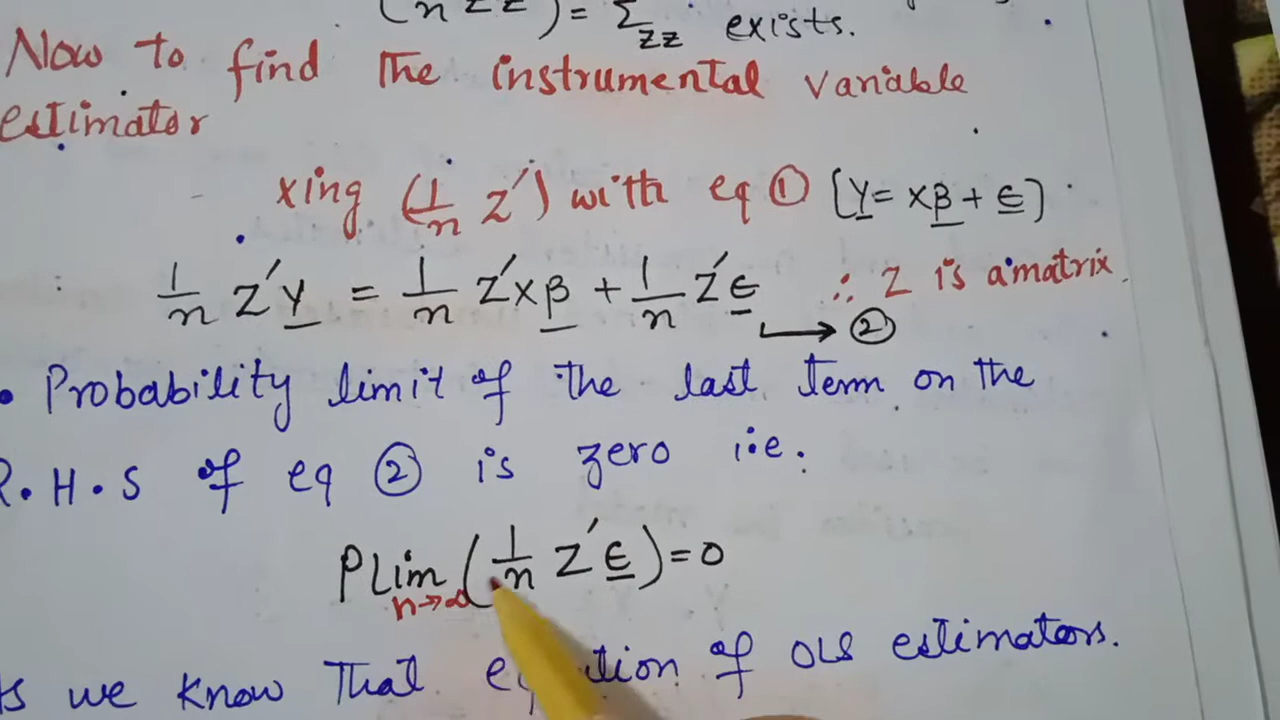 (n ZZ ) = Σ_ZZ exists.
Now to find The instrumental variable
estimator
xing (1/n Z′) with eq ① [Y = Xβ + ε]
1/n Z′Y = 1/n Z′Xβ + 1/n Z′ε ∴ Z is a matrix
→ ②
• Probability limit of the last term on the
R.H.S of eq ② is zero i.e.
PLim (1/n Z′ε) = 0
n→∞
we know That of OLS estimators.